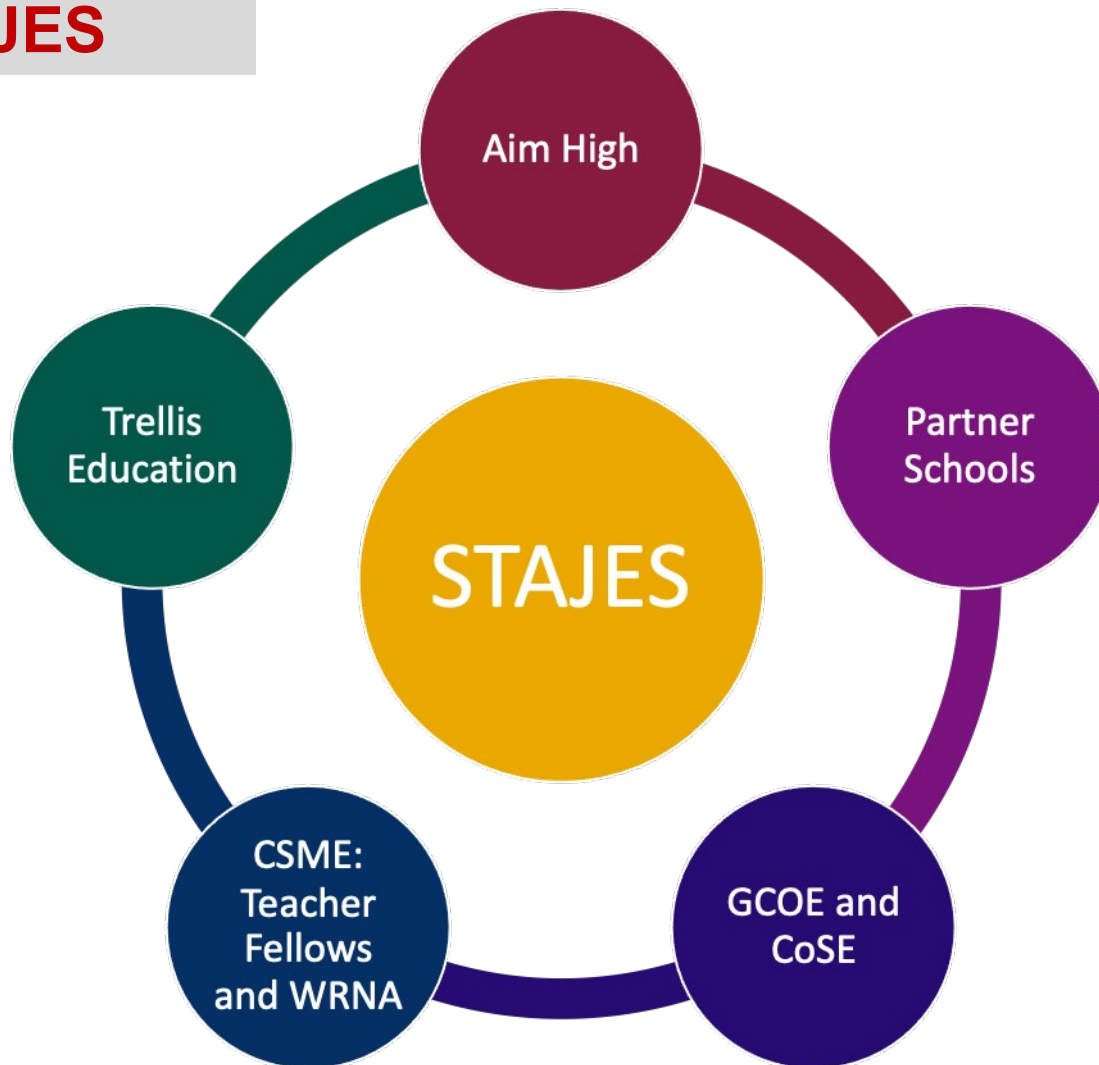 JES
Aim High
Partner
Schools
GCOE and
CoSE
CSME:
Teacher
Fellows
and WRNA
Trellis
Education
STAJES